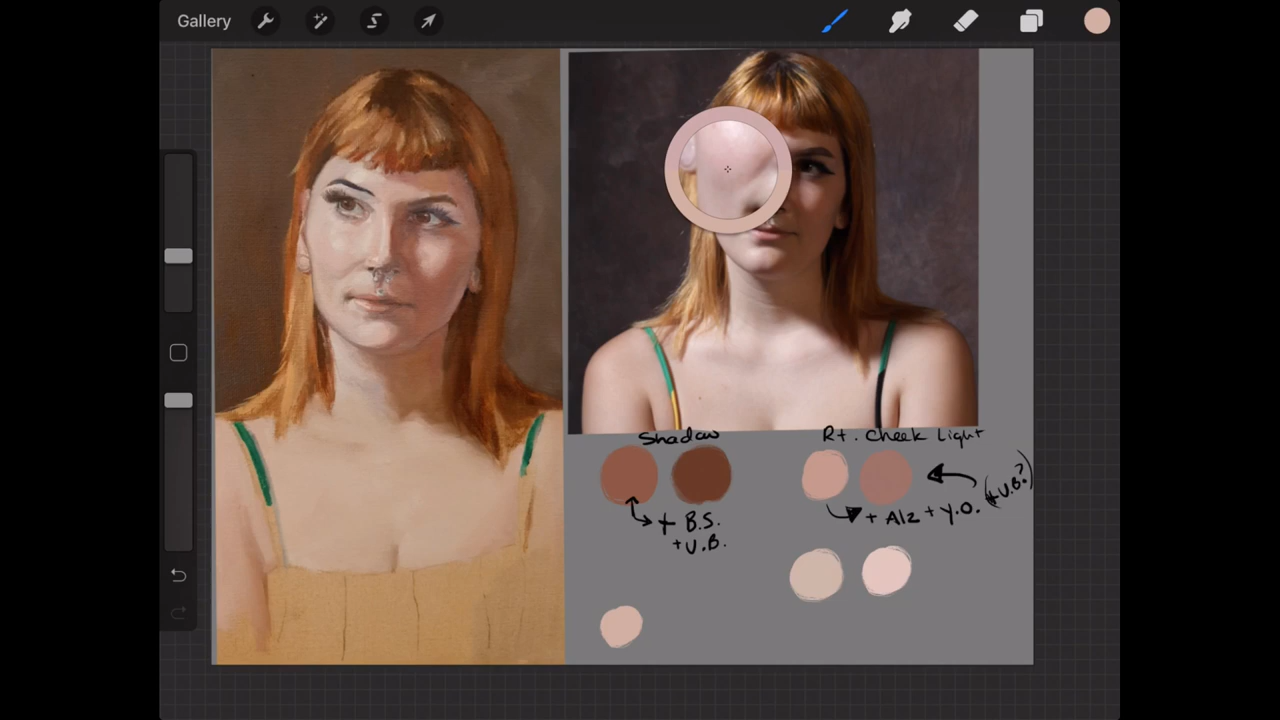 Gallery
Shadow
Rt. Cheek Light
+ B.S.
+ U.B.
+ Alz + Y.O.
(+ U.B.?)